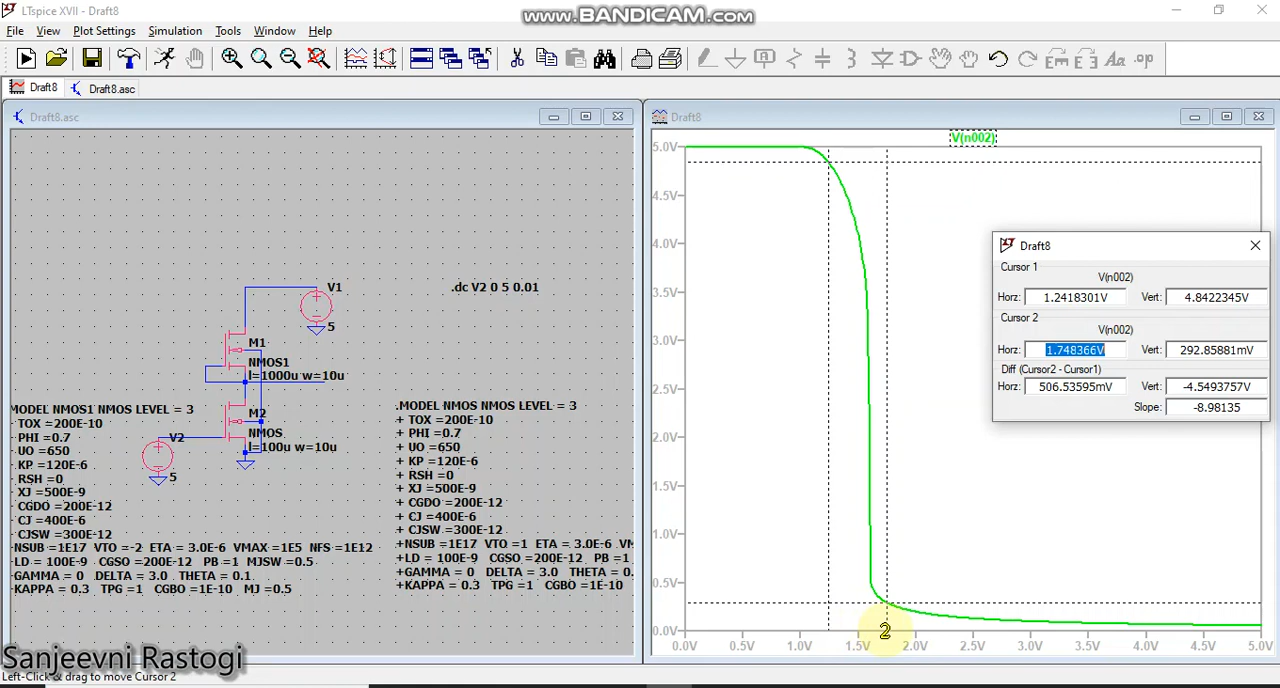 LTspice XVII - Draft8
www.BANDICAM.com
File View Plot Settings Simulation Tools Window Help
Draft8 Draft8.asc
Draft8.asc
V1
.dc V2 0 5 0.01
5
M1
NMOS1
l=1000u w=10u
M2
NMOS
l=100u w=10u
V2
5
MODEL NMOS1 NMOS LEVEL = 3
TOX =200E-10
PHI =0.7
UO =650
KP =120E-6
RSH =0
XJ =500E-9
CGDO =200E-12
CJ =400E-6
CJSW =300E-12
NSUB =1E17 VTO =-2 ETA = 3.0E-6 VMAX =1E5 NFS =1E12
LD = 100E-9 CGSO =200E-12 PB =1 MJSW =0.5
GAMMA = 0 DELTA = 3.0 THETA = 0.1
KAPPA = 0.3 TPG =1 CGBO =1E-10 MJ =0.5
.MODEL NMOS NMOS LEVEL = 3
+ TOX =200E-10
+ PHI =0.7
+ UO =650
+ KP =120E-6
+ RSH =0
+ XJ =500E-9
+ CGDO =200E-12
+ CJ =400E-6
+ CJSW =300E-12
+NSUB =1E17 VTO =1 ETA = 3.0E-6 VM
+LD = 100E-9 CGSO =200E-12 PB =1
+GAMMA = 0 DELTA = 3.0 THETA = 0.
+KAPPA = 0.3 TPG =1 CGBO =1E-10
Draft8
V(n002)
5.0V
4.5V
4.0V
3.5V
3.0V
2.5V
2.0V
1.5V
1.0V
0.5V
0.0V
0.0V 0.5V 1.0V 1.5V 2.0V 2.5V 3.0V 3.5V 4.0V 4.5V 5.0V
2
Draft8
Cursor 1
V(n002)
Horz: 1.2418301V Vert: 4.8422345V
Cursor 2
V(n002)
Horz: 1.748366V Vert: 292.85881mV
Diff (Cursor2 - Cursor1)
Horz: 506.53595mV Vert: -4.5493757V
Slope: -8.98135
Sanjeevni Rastogi
Left-Click & drag to move Cursor 2